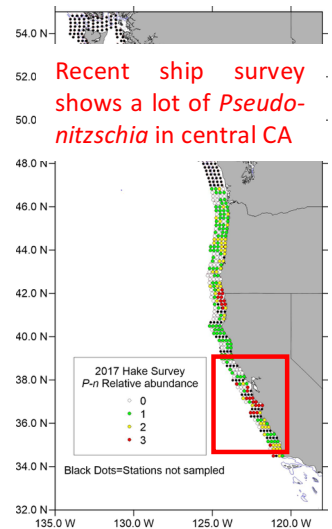 54.0 N
52.0
Recent ship survey
shows a lot of Pseudo-
nitzschia in central CA
50.0
48.0 N
46.0 N
44.0 N
42.0 N
40.0 N
38.0 N
36.0 N
34.0 N
32.0 N
2017 Hake Survey
P-n Relative abundance
0
1
2
3
Black Dots=Stations not sampled
135.0 W 130.0 W 125.0 W 120.0 W